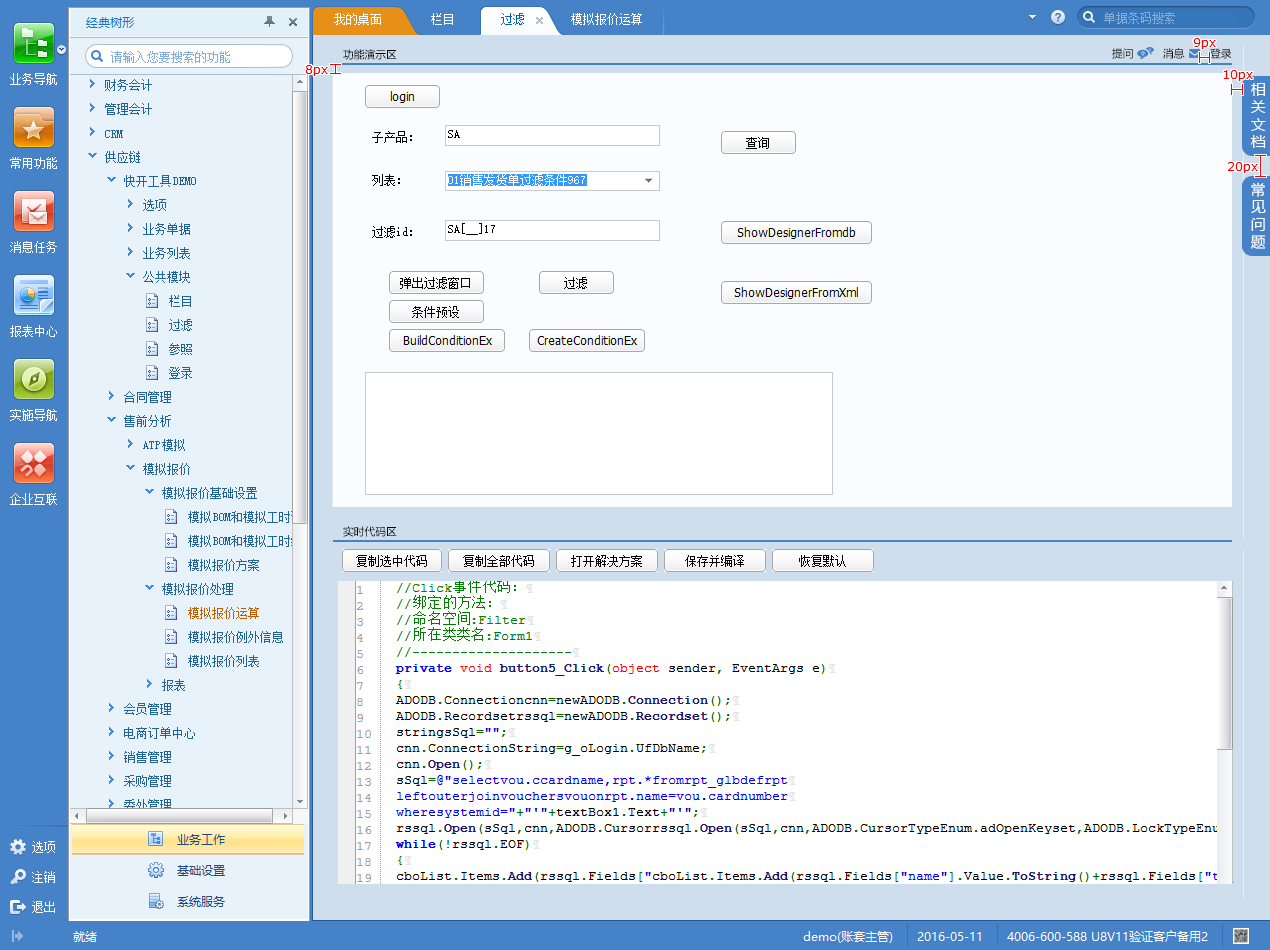 经典树形
我的桌面
栏目
过滤
模拟报价运算
单据条码搜索
业务导航
常用功能
消息任务
报表中心
实施导航
企业互联
选项
注销
退出
请输入您要搜索的功能
财务会计
管理会计
CRM
供应链
快开工具DEMO
选项
业务单据
业务列表
公共模块
栏目
过滤
参照
登录
合同管理
售前分析
ATP模拟
模拟报价
模拟报价基础设置
模拟BOM和模拟工时
模拟BOM和模拟工时
模拟报价方案
模拟报价处理
模拟报价运算
模拟报价例外信息
模拟报价列表
报表
会员管理
电商订单中心
销售管理
采购管理
委外管理
业务工作
基础设置
系统服务
功能演示区
提问
消息
登录
8px
9px
10px
20px
相关文档
常见问题
login
子产品:
SA
查询
列表:
01销售发货单过滤条件967
过滤id:
SA[__]17
ShowDesignerFromdb
弹出过滤窗口
过滤
ShowDesignerFromXml
条件预设
BuildConditionEx
CreateConditionEx
实时代码区
复制选中代码
复制全部代码
打开解决方案
保存并编译
恢复默认
1 //Click事件代码: ¶
2 //绑定的方法: ¶
3 //命名空间:Filter¶
4 //所在类类名:Form1¶
5 //--------------------¶
6 private void button5_Click(object sender, EventArgs e)¶
7 {¶
8 ADODB.Connectioncnn=newADODB.Connection();¶
9 ADODB.Recordsetrssql=newADODB.Recordset();¶
10 stringsSql="";¶
11 cnn.ConnectionString=g_oLogin.UfDbName;¶
12 cnn.Open();¶
13 sSql=@"selectvou.ccardname,rpt.*fromrpt_glbdefrpt¶
14 leftouterjoinvouchersvouonrpt.name=vou.cardnumber¶
15 wheresystemid="+"'"+textBox1.Text+"'";¶
16 rssql.Open(sSql,cnn,ADODB.Cursorrssql.Open(sSql,cnn,ADODB.CursorTypeEnum.adOpenKeyset,ADODB.LockTypeEnu
17 while(!rssql.EOF)¶
18 {¶
19 cboList.Items.Add(rssql.Fields["cboList.Items.Add(rssql.Fields["name"].Value.ToString()+rssql.Fields["t
就绪
demo(账套主管)
2016-05-11
4006-600-588 U8V11验证客户备用2